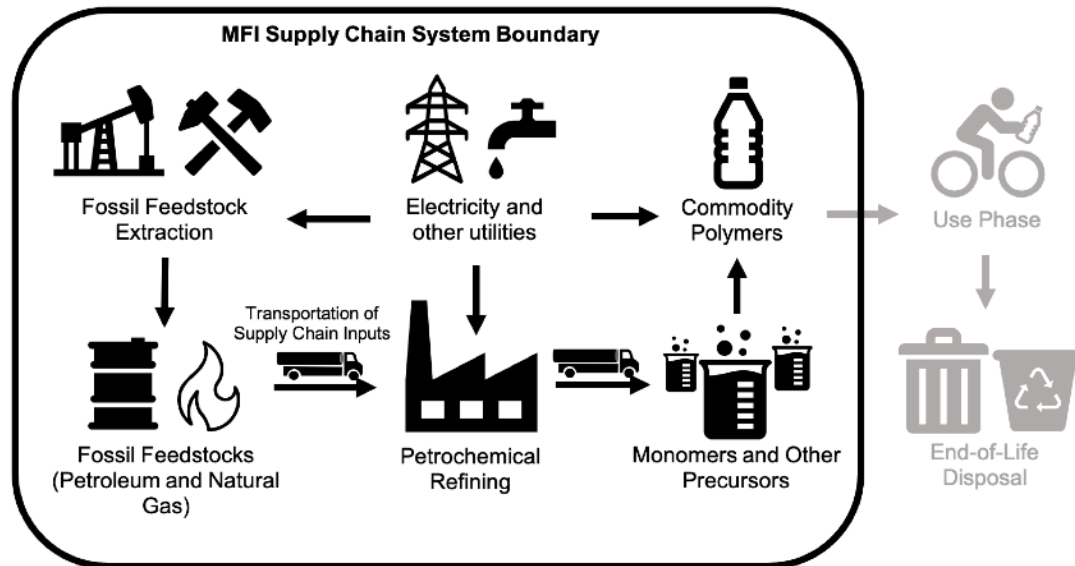 MFI Supply Chain System Boundary
Fossil Feedstock
Extraction
Electricity and
other utilities
Commodity
Polymers
Use Phase
Transportation of
Supply Chain Inputs
Fossil Feedstocks
(Petroleum and Natural
Gas)
Petrochemical
Refining
Monomers and Other
Precursors
End-of-Life
Disposal